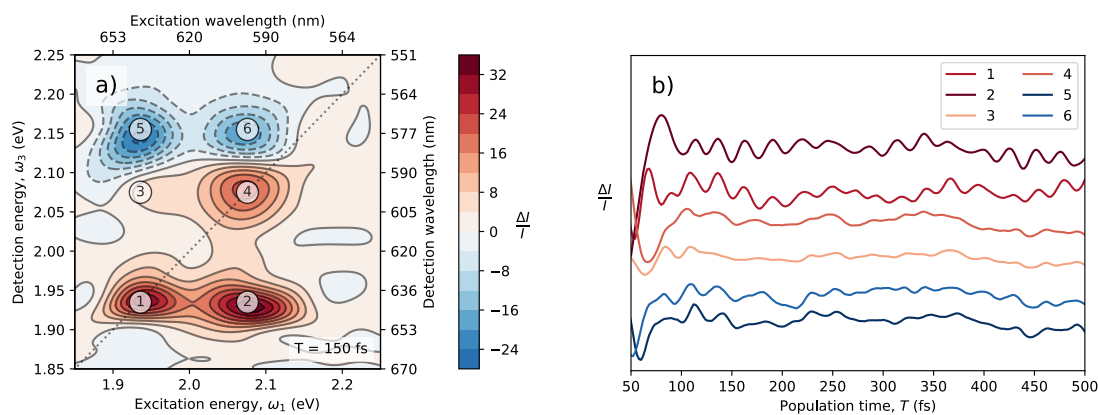 Excitation wavelength (nm)
653 620 590 564
a)
2.25
2.20
2.15
2.10
2.05
2.00
1.95
1.90
1.85
Detection energy, ω3 (eV)
5 6
3 4
1 2
T = 150 fs
1.9 2.0 2.1 2.2
Excitation energy, ω1 (eV)
551
564
577
590
605
620
636
653
670
Detection wavelength (nm)
32
24
16
8
0
−8
−16
−24
ΔI
I
b)
1 4
2 5
3 6
ΔI
I
50 100 150 200 250 300 350 400 450 500
Population time, T (fs)